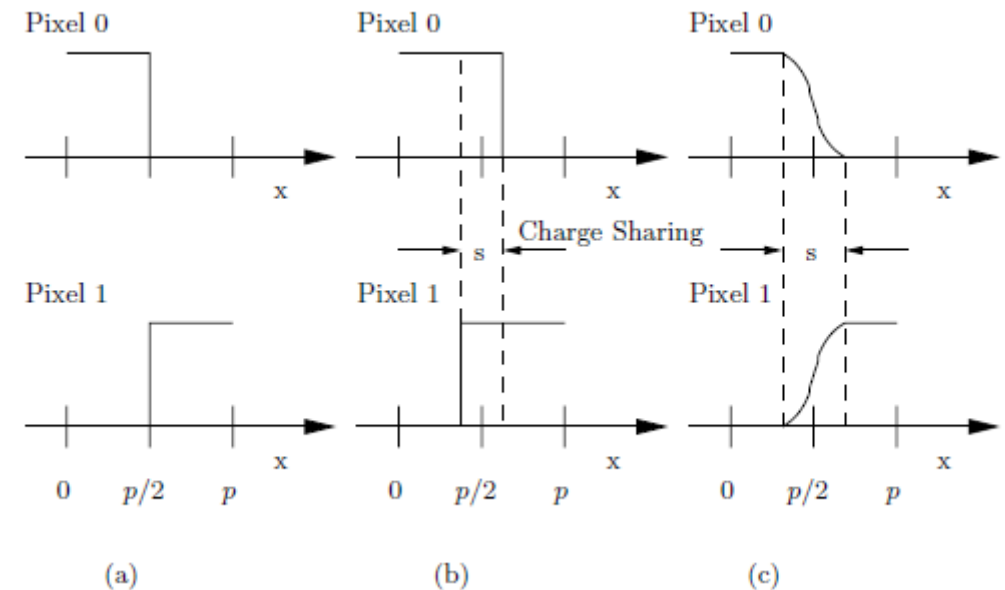 Pixel 0 Pixel 0 Pixel 0
x x x
Charge Sharing
s s
Pixel 1 Pixel 1 Pixel 1
x x x
0 p/2 p 0 p/2 p 0 p/2 p
(a) (b) (c)